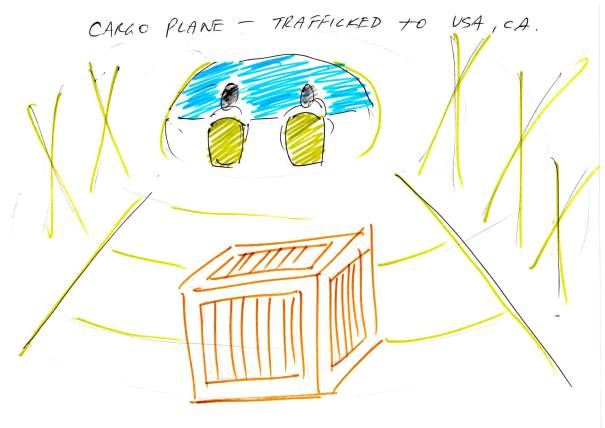 CARGO PLANE - TRAFFICKED TO USA, CA.